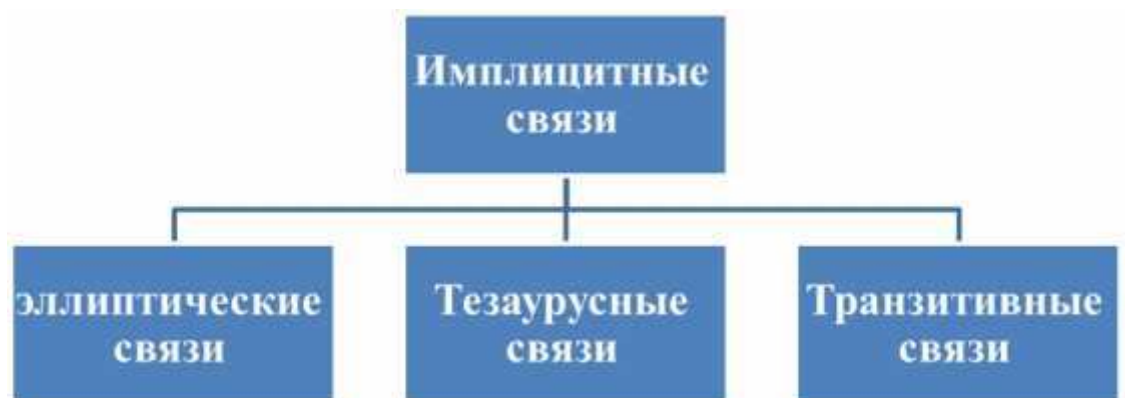 Имплицитные
связи
эллиптические
связи
Тезаурусные
связи
Транзитивные
связи